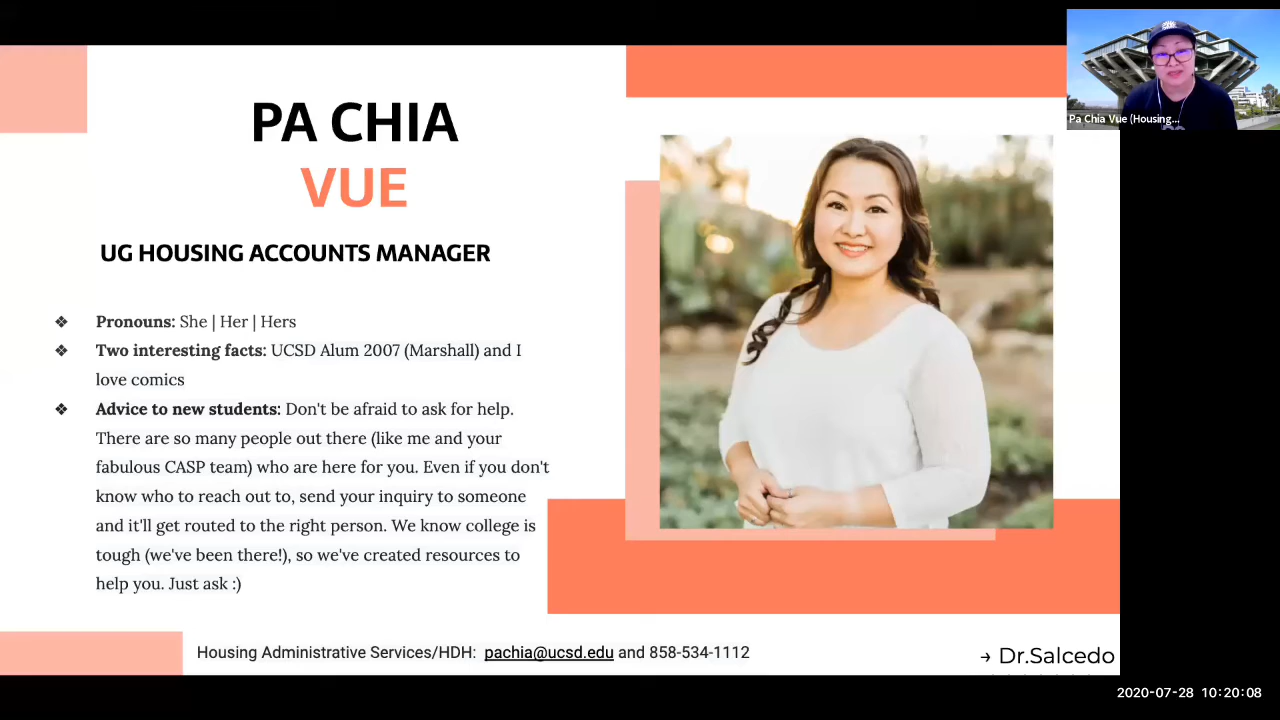 PA CHIA
VUE
UG HOUSING ACCOUNTS MANAGER
❖ Pronouns: She | Her | Hers
❖ Two interesting facts: UCSD Alum 2007 (Marshall) and I
love comics
❖ Advice to new students: Don't be afraid to ask for help.
There are so many people out there (like me and your
fabulous CASP team) who are here for you. Even if you don't
know who to reach out to, send your inquiry to someone
and it'll get routed to the right person. We know college is
tough (we've been there!), so we've created resources to
help you. Just ask :)
Housing Administrative Services/HDH: pachia@ucsd.edu and 858-534-1112
→ Dr.Salcedo
Pa Chia Vue (Housing...
2020-07-28 10:20:08